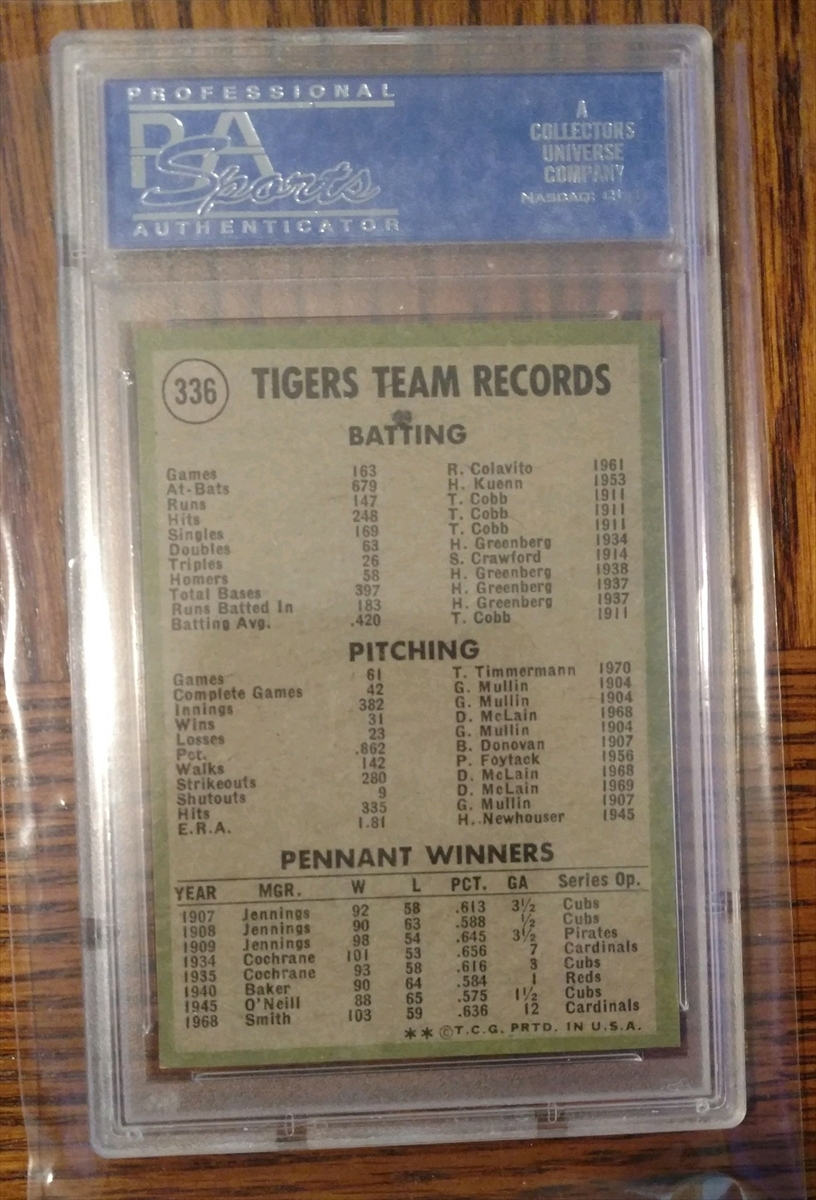 PROFESSIONAL
PSA
Sports
AUTHENTICATOR
A
COLLECTORS
UNIVERSE
COMPANY
NASDAQ:
336 TIGERS TEAM RECORDS
BATTING
Games 163 R. Colavito 1961
At-Bats 679 H. Kuenn 1953
Runs 147 T. Cobb 1911
Hits 248 T. Cobb 1911
Singles 169 T. Cobb 1911
Doubles 63 H. Greenberg 1934
Triples 26 S. Crawford 1914
Homers 58 H. Greenberg 1938
Total Bases 397 H. Greenberg 1937
Runs Batted In 183 H. Greenberg 1937
Batting Avg. .420 T. Cobb 1911
PITCHING
Games 61 T. Timmermann 1970
Complete Games 42 G. Mullin 1904
Innings 382 G. Mullin 1904
Wins 31 D. McLain 1968
Losses 23 G. Mullin 1904
Pct. .862 B. Donovan 1907
Walks 142 P. Foytack 1956
Strikeouts 280 D. McLain 1968
Shutouts 9 D. McLain 1969
Hits 335 G. Mullin 1907
E.R.A. 1.81 H. Newhouser 1945
PENNANT WINNERS
YEAR MGR. W L PCT. GA Series Op.
1907 Jennings 92 58 .613 3½ Cubs
1908 Jennings 90 63 .588 ½ Cubs
1909 Jennings 98 54 .645 3½ Pirates
1934 Cochrane 101 53 .656 7 Cardinals
1935 Cochrane 93 58 .616 3 Cubs
1940 Baker 90 64 .584 1 Reds
1945 O'Neill 88 65 .575 1½ Cubs
1968 Smith 103 59 .636 12 Cardinals
** ©T.C.G. PRTD. IN U.S.A.